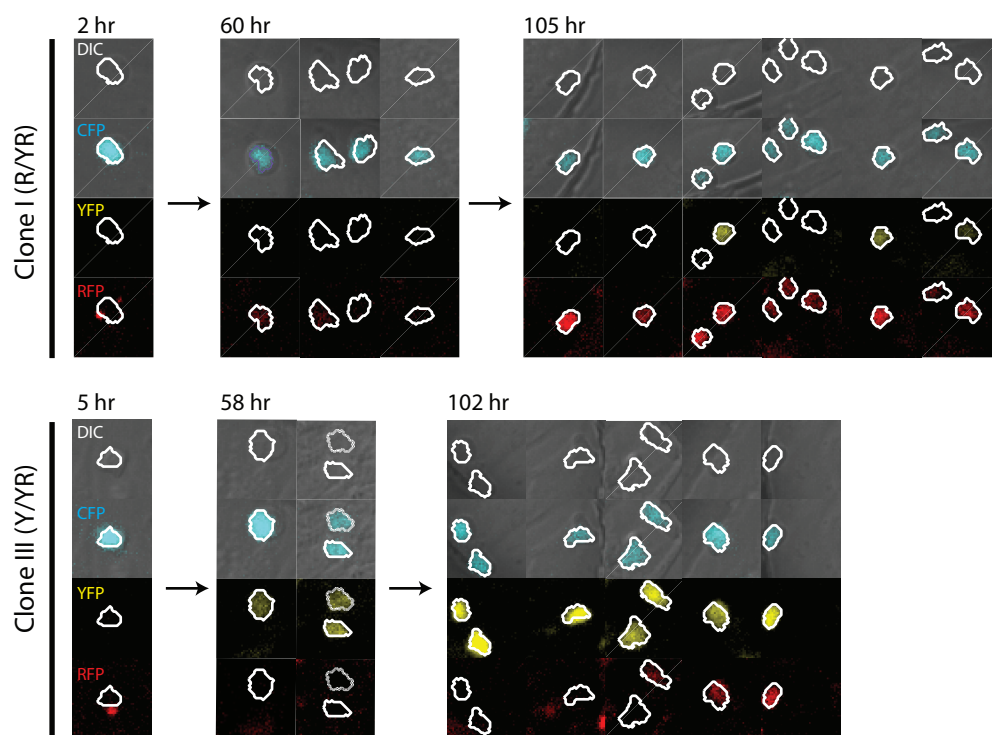 Clone I (R/YR)
2 hr
60 hr
105 hr
DIC
CFP
YFP
RFP
Clone III (Y/YR)
5 hr
58 hr
102 hr
DIC
CFP
YFP
RFP